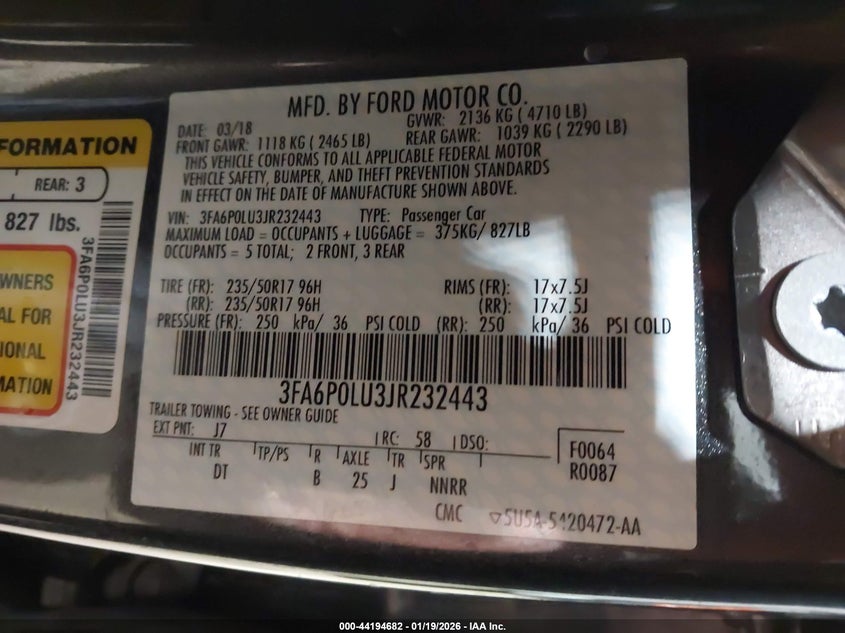 MFD. BY FORD MOTOR CO.
DATE: 03/18 GVWR: 2136 KG ( 4710 LB)
FRONT GAWR: 1118 KG ( 2465 LB) REAR GAWR: 1039 KG ( 2290 LB)
THIS VEHICLE CONFORMS TO ALL APPLICABLE FEDERAL MOTOR
VEHICLE SAFETY, BUMPER, AND THEFT PREVENTION STANDARDS
IN EFFECT ON THE DATE OF MANUFACTURE SHOWN ABOVE.
VIN: 3FA6P0LU3JR232443 TYPE: Passenger Car
MAXIMUM LOAD = OCCUPANTS + LUGGAGE = 375KG/ 827LB
OCCUPANTS = 5 TOTAL; 2 FRONT, 3 REAR
TIRE (FR): 235/50R17 96H RIMS (FR): 17x7.5J
(RR): 235/50R17 96H (RR): 17x7.5J
PRESSURE (FR): 250 kPa/ 36 PSI COLD (RR): 250 kPa/ 36 PSI COLD
3FA6P0LU3JR232443
TRAILER TOWING - SEE OWNER GUIDE
EXT PNT: J7 RC: 58 DSO:
INT TR TP/PS R AXLE TR SPR
DT B 25 J NNRR
F0064
R0087
CMC 5U5A-5420472-AA
FORMATION
REAR: 3
827 lbs.
WNERS
AL FOR
IONAL
MATION
3FA6P0LU3JR232443
000-44194682 - 01/19/2026 - IAA Inc.